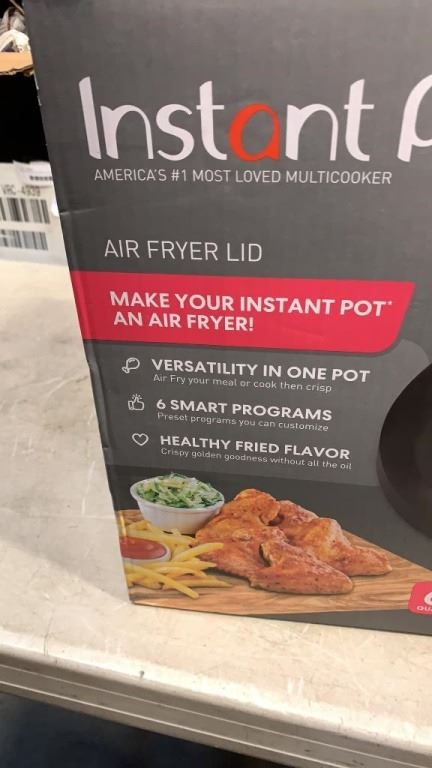 Instant P
AMERICA'S #1 MOST LOVED MULTICOOKER
AIR FRYER LID
MAKE YOUR INSTANT POT*
AN AIR FRYER!
VERSATILITY IN ONE POT
Air Fry your meal or cook then crisp
6 SMART PROGRAMS
Preset programs you can customize
HEALTHY FRIED FLAVOR
Crispy golden goodness without all the oil
6
QU